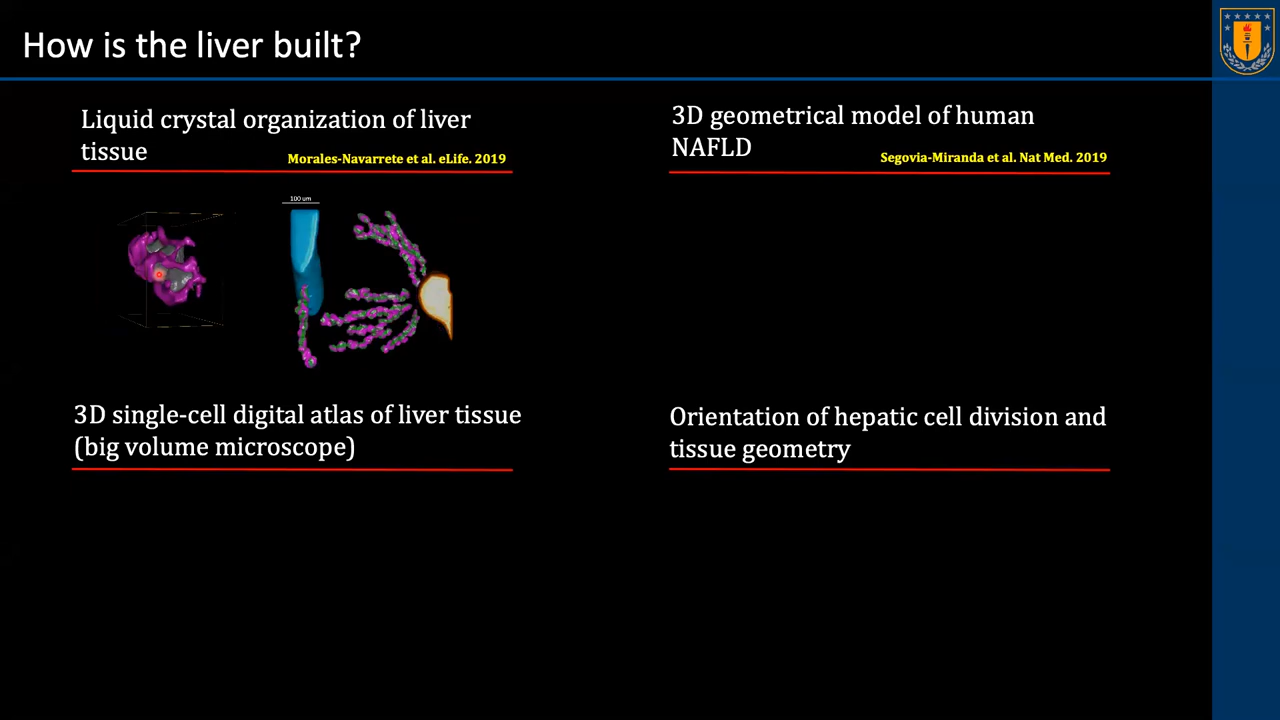 How is the liver built?
Liquid crystal organization of liver
tissue
Morales-Navarrete et al. eLife. 2019
3D geometrical model of human
NAFLD
Segovia-Miranda et al. Nat Med. 2019
100 um
3D single-cell digital atlas of liver tissue
(big volume microscope)
Orientation of hepatic cell division and
tissue geometry